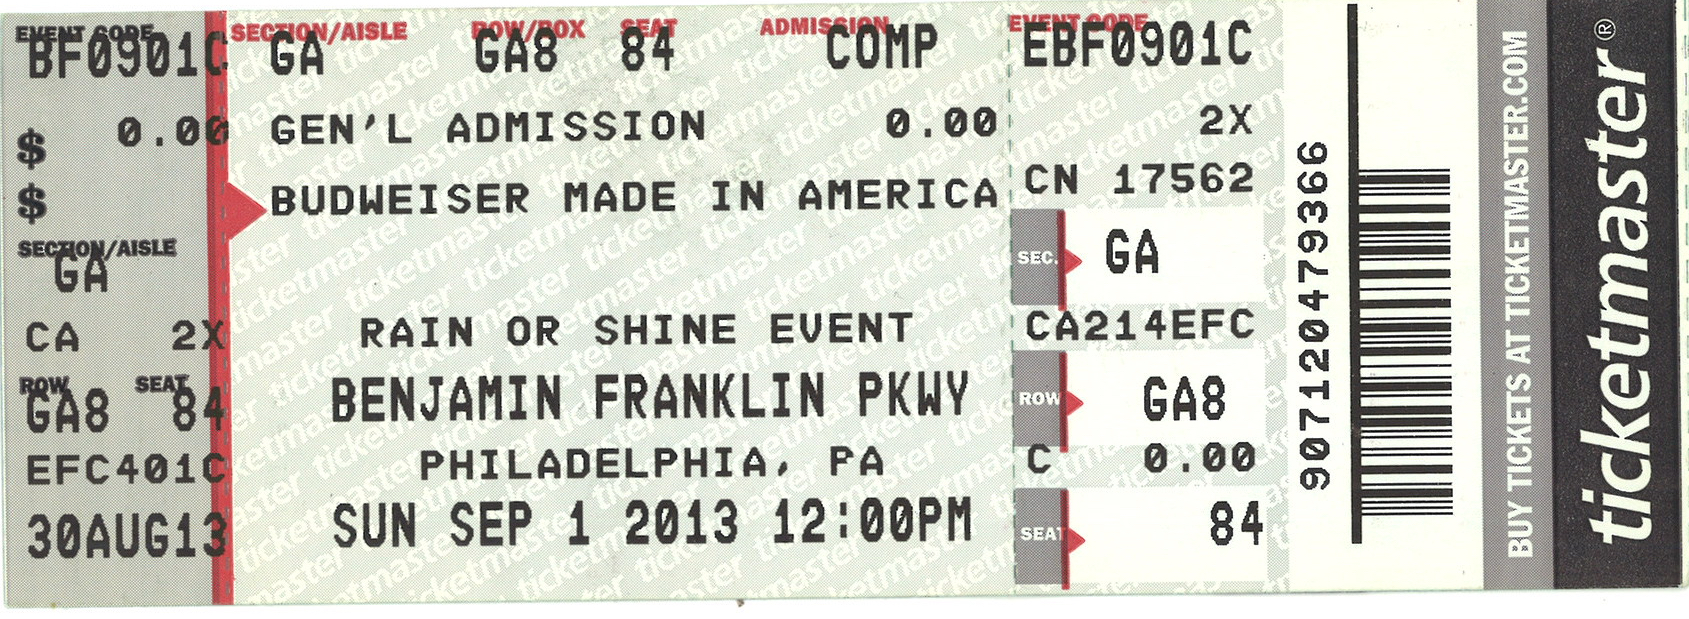 EVENT CODE
BF0901C
$ 0.00
$
SECTION/AISLE
GA
CA 2X
ROW SEAT
GA8 84
EFC401C
30AUG13
SECTION/AISLE ROW/BOX SEAT ADMISSION
GA GA8 84 COMP
GEN'L ADMISSION 0.00
BUDWEISER MADE IN AMERICA
RAIN OR SHINE EVENT
BENJAMIN FRANKLIN PKWY
PHILADELPHIA, PA
SUN SEP 1 2013 12:00PM
EVENT CODE
EBF0901C
2X
CN 17562
SEC. GA
CA214EFC
ROW GA8
C 0.00
SEAT 84
907120479366
BUY TICKETS AT TICKETMASTER.COM
ticketmaster®